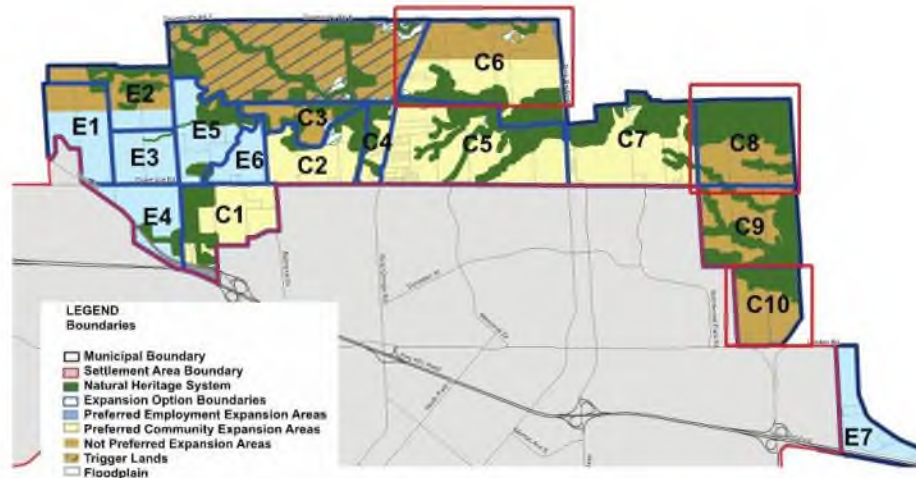 C6
E2
E1
C3
C8
E5
C4
C7
E3
E6
C2
C5
E4
C1
C9
C10
E7
LEGEND
Boundaries
Municipal Boundary
Settlement Area Boundary
Natural Heritage System
Expansion Option Boundaries
Preferred Employment Expansion Areas
Preferred Community Expansion Areas
Not Preferred Expansion Areas
Trigger Lands
Floodplain